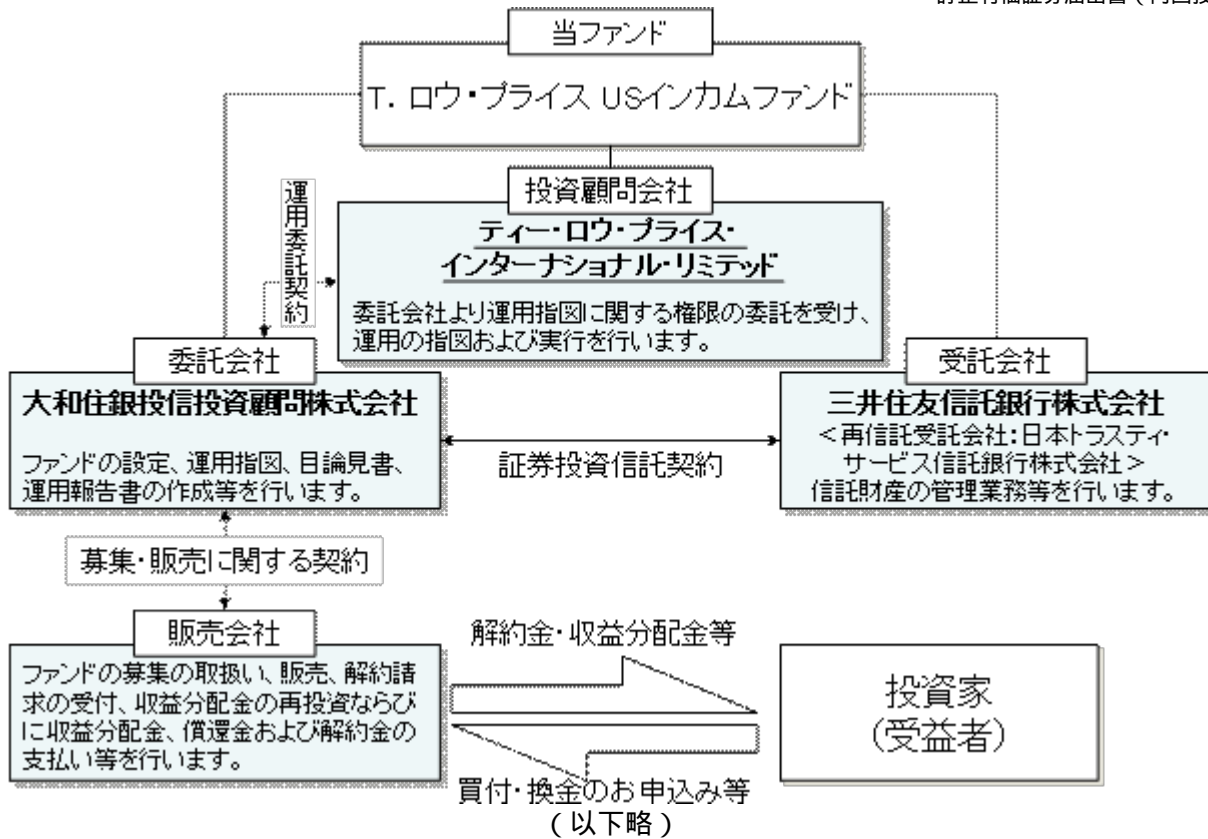 当ファンド
T. ロウ・プライス USインカムファンド
投資顧問会社
ティー・ロウ・プライス・
インターナショナル・リミテッド
委託会社より運用指図に関する権限の委託を受け、
運用の指図および実行を行います。
運用委託契約
委託会社
大和住銀投信投資顧問株式会社
ファンドの設定、運用指図、目論見書、
運用報告書の作成等を行います。
証券投資信託契約
受託会社
三井住友信託銀行株式会社
<再信託受託会社:日本トラスティ・
サービス信託銀行株式会社>
信託財産の管理業務等を行います。
募集・販売に関する契約
販売会社
ファンドの募集の取扱い、販売、解約請
求の受付、収益分配金の再投資ならび
に収益分配金、償還金および解約金の
支払い等を行います。
解約金・収益分配金等
買付・換金のお申込み等
投資家
(受益者)
(以下略)